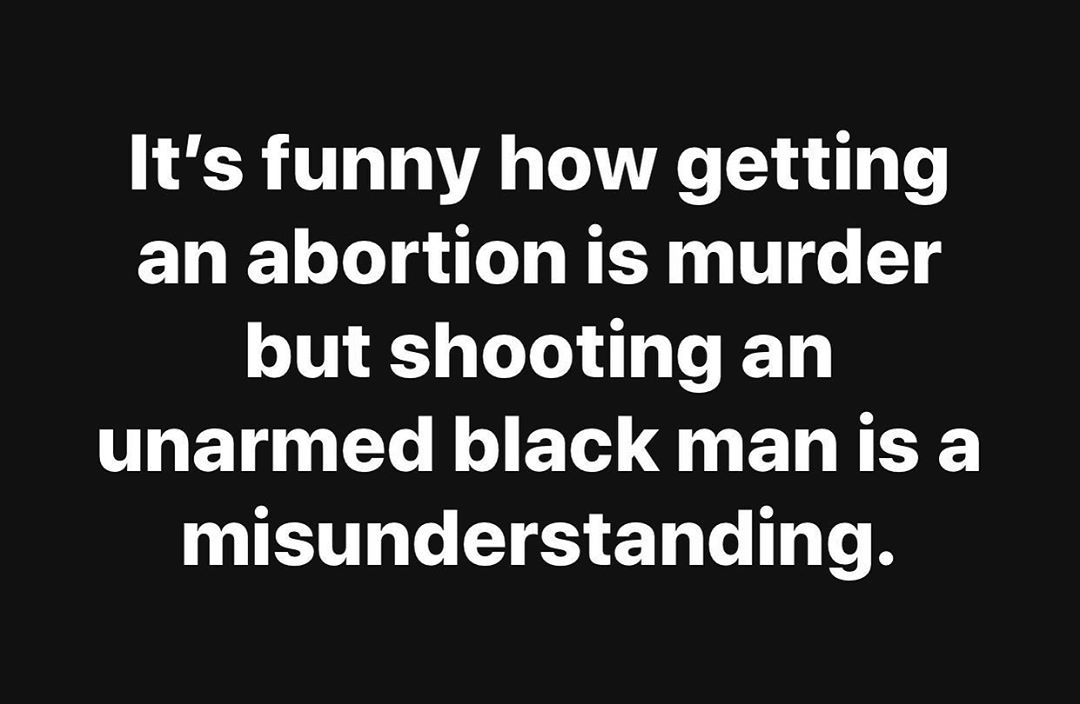 It’s funny how getting
an abortion is murder
but shooting an
unarmed black man is a
misunderstanding.